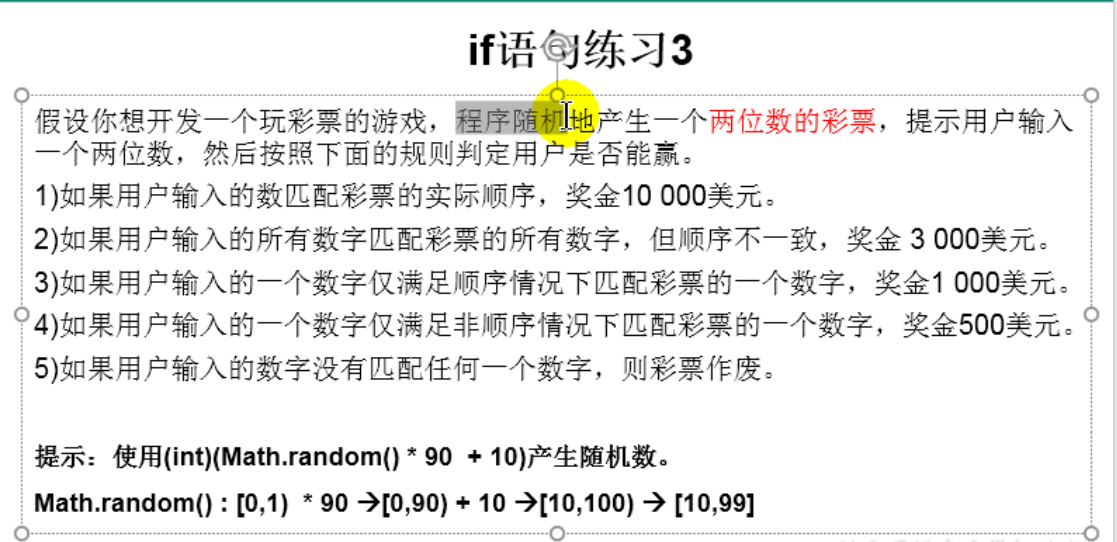 if语句练习3
假设你想开发一个玩彩票的游戏，程序随机地产生一个两位数的彩票，提示用户输入
一个两位数，然后按照下面的规则判定用户是否能赢。
1)如果用户输入的数匹配彩票的实际顺序，奖金10 000美元。
2)如果用户输入的所有数字匹配彩票的所有数字，但顺序不一致，奖金 3 000美元。
3)如果用户输入的一个数字仅满足顺序情况下匹配彩票的一个数字，奖金1 000美元。
4)如果用户输入的一个数字仅满足非顺序情况下匹配彩票的一个数字，奖金500美元。
5)如果用户输入的数字没有匹配任何一个数字，则彩票作废。
提示：使用(int)(Math.random() * 90  + 10)产生随机数。
Math.random() : [0,1)  * 90 →[0,90) + 10 →[10,100) → [10,99]